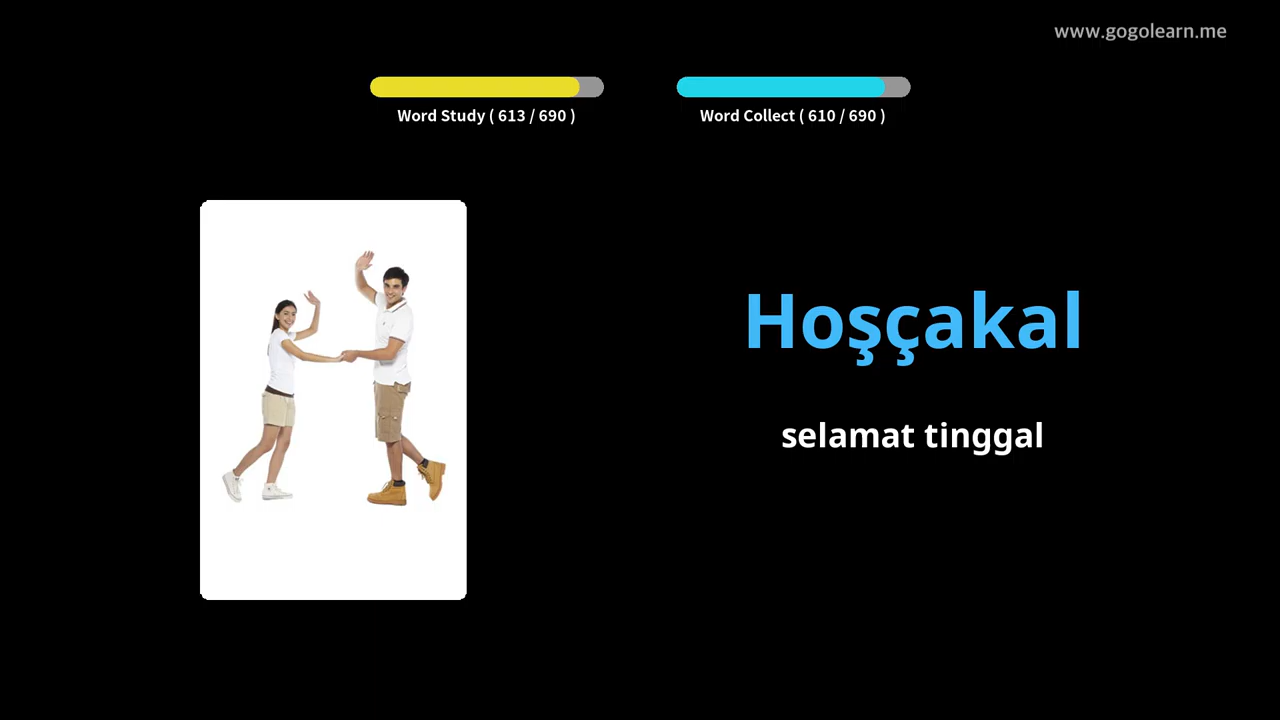 www.gogolearn.me
Word Study ( 613 / 690 )
Word Collect ( 610 / 690 )
Hoşçakal
selamat tinggal